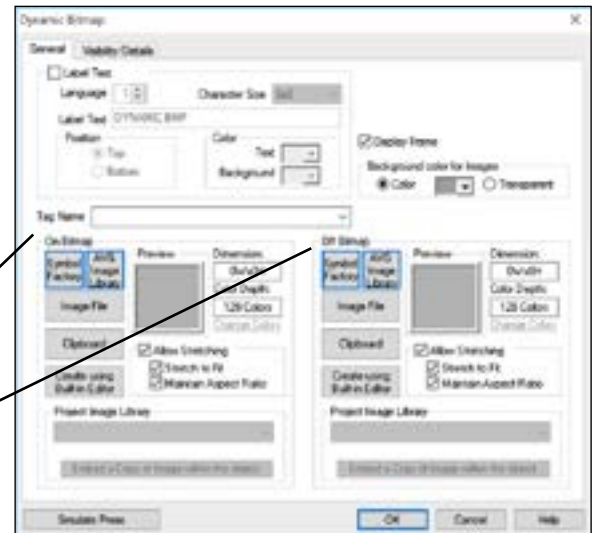 Dynamic Bitmap
General Visibility Details
Label Text
Language 1 Character Size 6x8
Label Text DYNAMIC BMP
Position Color
Top Text
Bottom Background
Display Frame
Background color for Images
Color Transparent
Tag Name
On Bitmap Off Bitmap
Symbol Factory AVG Image Library Preview Dimension: Symbol Factory AVG Image Library Preview Dimension:
0Wx0H 0Wx0H
Color Depth: Color Depth:
Image File 128 Colors Image File 128 Colors
Change Colors Change Colors
Clipboard Allow Stretching Clipboard Allow Stretching
Stretch to Fit Stretch to Fit
Create using Built-in Editor Maintain Aspect Ratio Create using Built-in Editor Maintain Aspect Ratio
Project Image Library Project Image Library
Embed a Copy of Image within the object Embed a Copy of Image within the object
Simulate Press OK Cancel Help